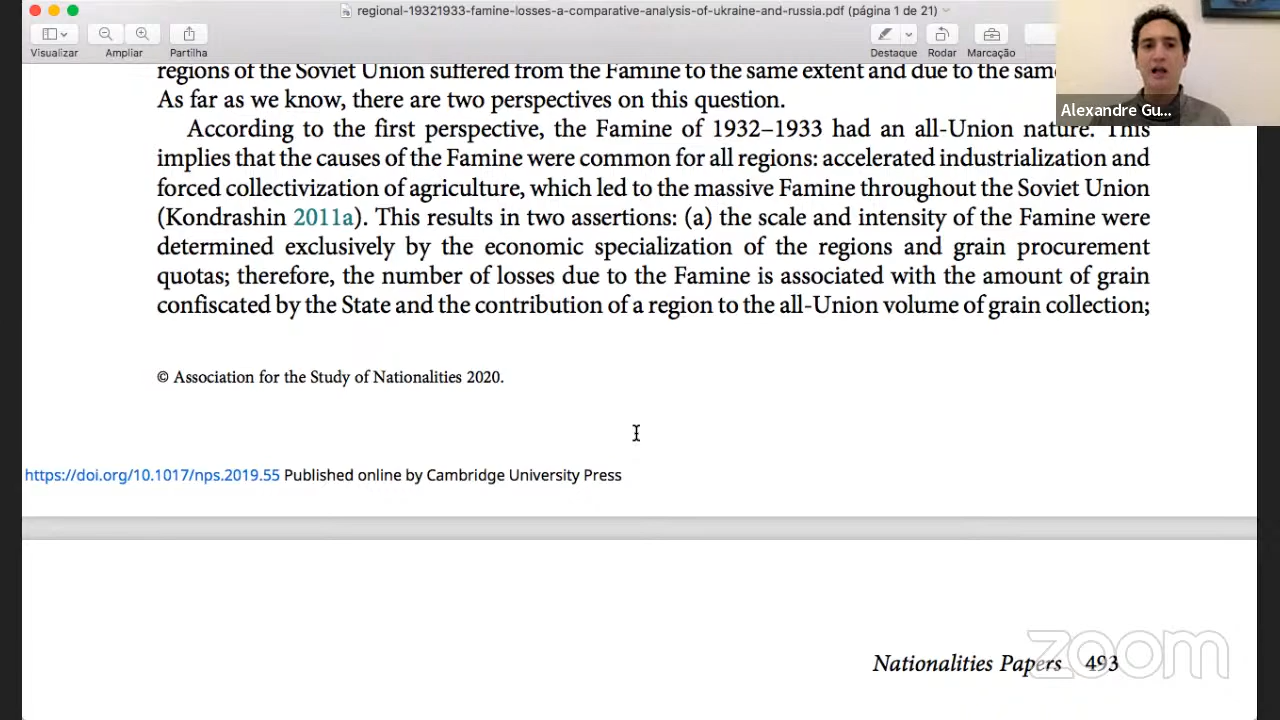 regional-19321933-famine-losses-a-comparative-analysis-of-ukraine-and-russia.pdf (página 1 de 21)
Visualizar
Ampliar
Partilha
Destaque
Rodar
Marcação
Alexandre Gu...
regions of the Soviet Union suffered from the Famine to the same extent and due to the
As far as we know, there are two perspectives on this question.
According to the first perspective, the Famine of 1932–1933 had an all-Union nature. This
implies that the causes of the Famine were common for all regions: accelerated industrialization and
forced collectivization of agriculture, which led to the massive Famine throughout the Soviet Union
(Kondrashin 2011a). This results in two assertions: (a) the scale and intensity of the Famine were
determined exclusively by the economic specialization of the regions and grain procurement
quotas; therefore, the number of losses due to the Famine is associated with the amount of grain
confiscated by the State and the contribution of a region to the all-Union volume of grain collection;
© Association for the Study of Nationalities 2020.
https://doi.org/10.1017/nps.2019.55 Published online by Cambridge University Press
Nationalities Papers 493
zoom